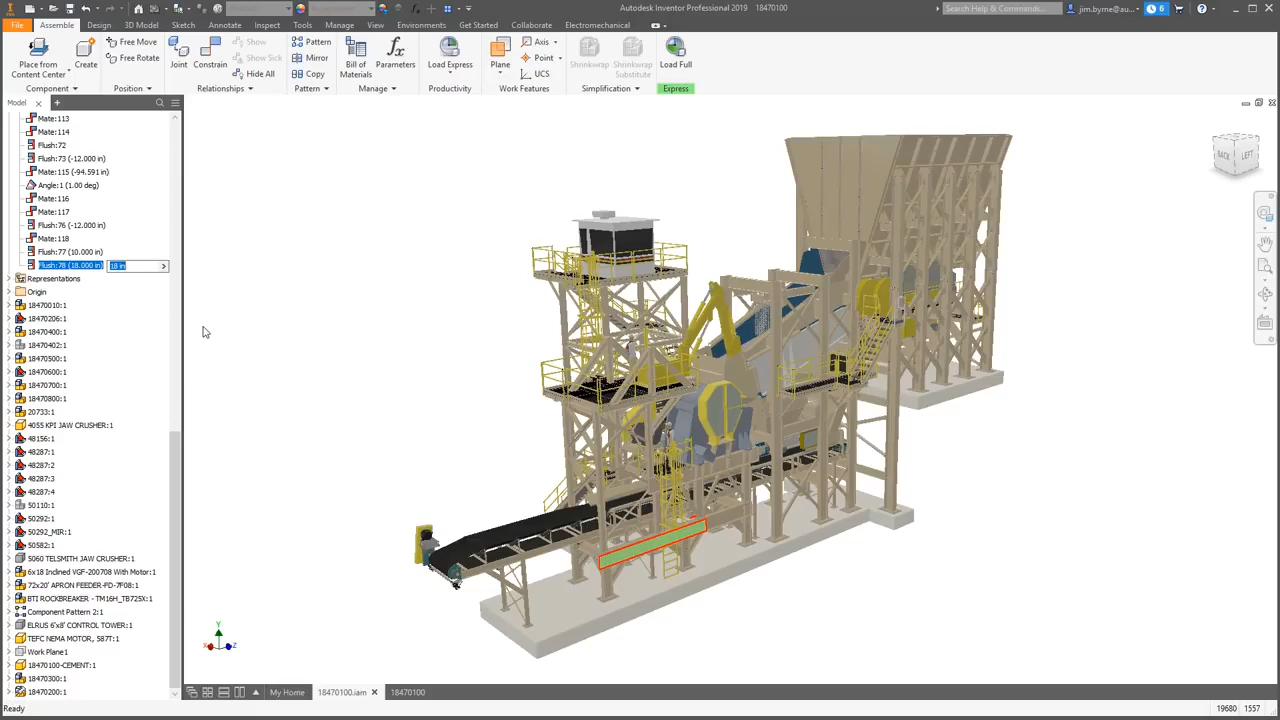 Autodesk Inventor Professional 2019 18470100
Search Help & Commands...
jim.byrne@au...
6
File Assemble Design 3D Model Sketch Annotate Inspect Tools Manage View Environments Get Started Collaborate Electromechanical
Place from
Content Center
Create
Free Move
Free Rotate
Joint
Constrain
Show
Show Sick
Hide All
Pattern
Mirror
Copy
Bill of
Materials
Parameters
Load Express
Plane
Axis
Point
UCS
Shrinkwrap
Shrinkwrap
Substitute
Load Full
Component Position Relationships Pattern Manage Productivity Work Features Simplification Express
Model
Mate:113
Mate:114
Flush:72
Flush:73 (-12.000 in)
Mate:115 (-94.591 in)
Angle:1 (1.00 deg)
Mate:116
Mate:117
Flush:76 (-12.000 in)
Mate:118
Flush:77 (10.000 in)
Flush:78 (18.000 in) 18 in
Representations
Origin
18470010:1
18470206:1
18470400:1
18470402:1
18470500:1
18470600:1
18470700:1
18470800:1
20733:1
4055 KPI JAW CRUSHER:1
48156:1
48287:1
48287:2
48287:3
48287:4
50110:1
50292:1
50292_MIR:1
50582:1
5060 TELSMITH JAW CRUSHER:1
6x18 Inclined VGF-200708 With Motor:1
72x20' APRON FEEDER-FD-7F08:1
BTI ROCKBREAKER - TM16H_TB725X:1
Component Pattern 2:1
ELRUS 6'x8' CONTROL TOWER:1
TEFC NEMA MOTOR, 587T:1
Work Plane1
18470100-CEMENT:1
18470300:1
18470200:1
BACK LEFT
Y
X
Z
My Home 18470100.iam 18470100
Ready
19680 1557